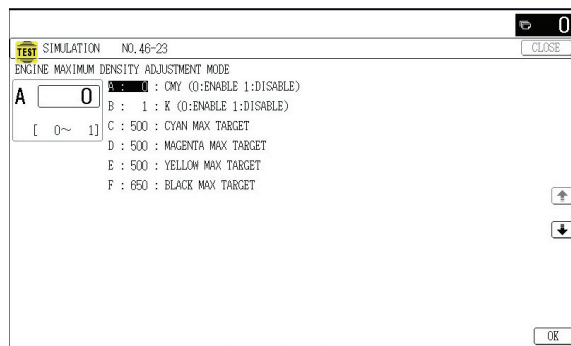 0
TEST SIMULATION NO.46-23 CLOSE
ENGINE MAXIMUM DENSITY ADJUSTMENT MODE
A 0
[ 0~ 1]
A : 0 : CMY (0:ENABLE 1:DISABLE)
B : 1 : K (0:ENABLE 1:DISABLE)
C : 500 : CYAN MAX TARGET
D : 500 : MAGENTA MAX TARGET
E : 500 : YELLOW MAX TARGET
F : 650 : BLACK MAX TARGET
OK